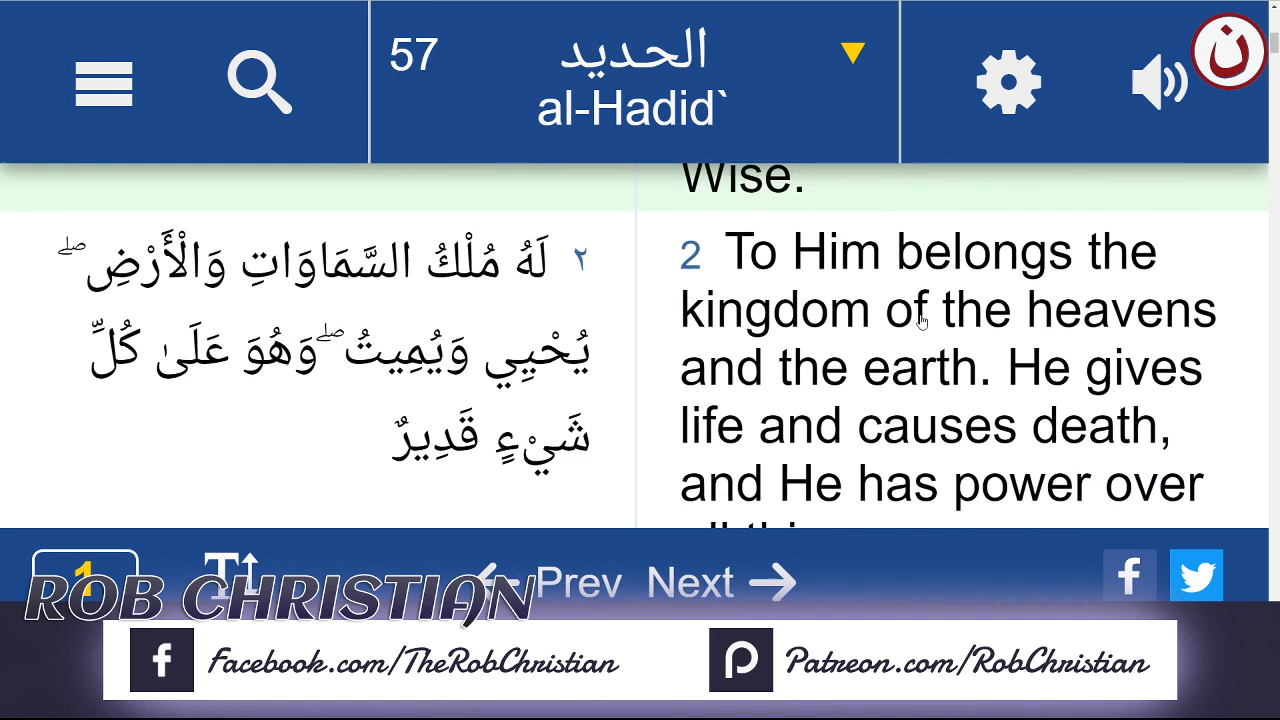 57
الحديد
al-Hadid`
ن
Wise.
٢ لَهُ مُلْكُ السَّمَاوَاتِ وَالْأَرْضِ ۖ
يُحْيِي وَيُمِيتُ ۖ وَهُوَ عَلَىٰ كُلِّ
شَيْءٍ قَدِيرٌ
2 To Him belongs the
kingdom of the heavens
and the earth. He gives
life and causes death,
and He has power over
1
Prev Next
ROB CHRISTIAN
Facebook.com/TheRobChristian
Patreon.com/RobChristian